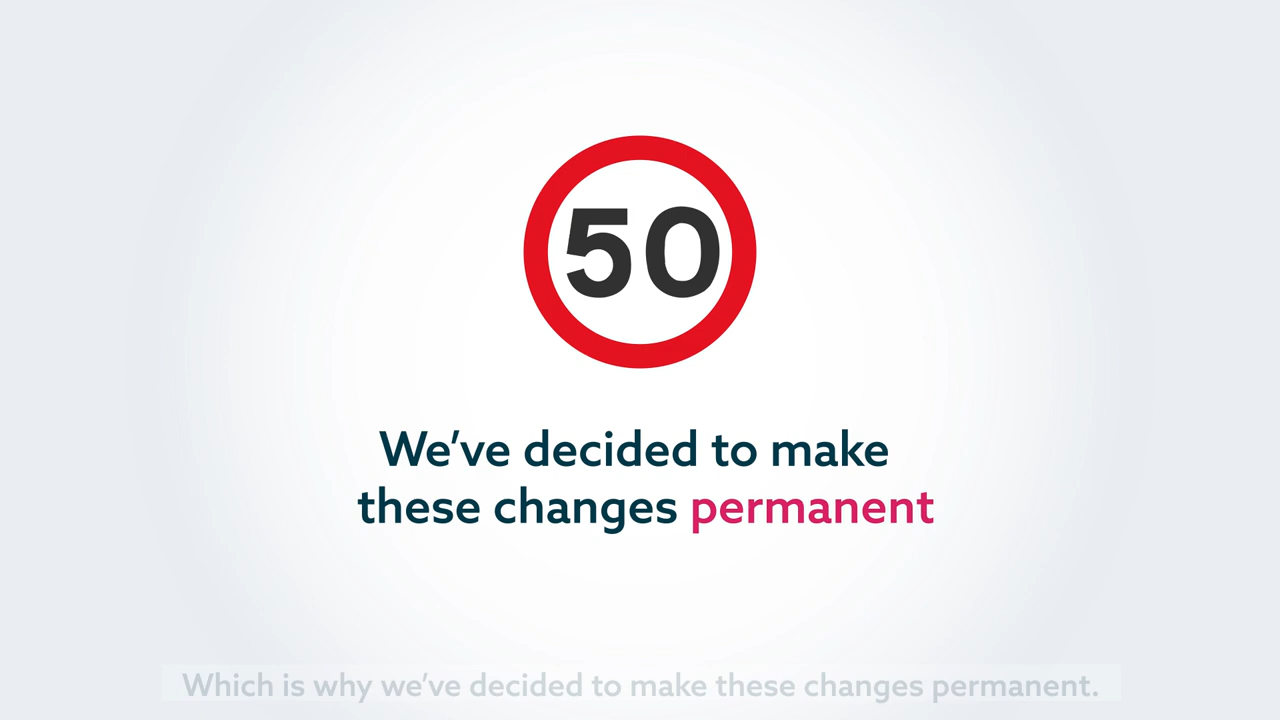 50
We’ve decided to make
these changes permanent
Which is why we’ve decided to make these changes permanent.